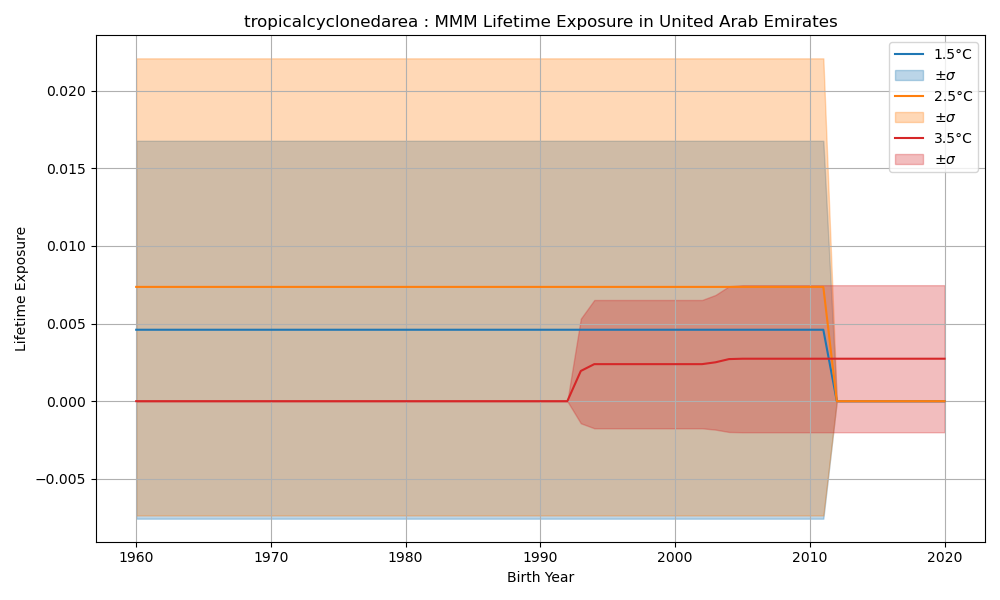 tropicalcyclonedarea : MMM Lifetime Exposure in United Arab Emirates
1.5°C
±σ
2.5°C
±σ
3.5°C
±σ
0.020
0.015
0.010
0.005
0.000
−0.005
Lifetime Exposure
1960
1970
1980
1990
2000
2010
2020
Birth Year